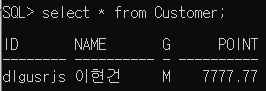 SQL> select * from Customer;
ID NAME G POINT
-------- -------- - ----------
dlgusrjs 이현건 M 7777.77